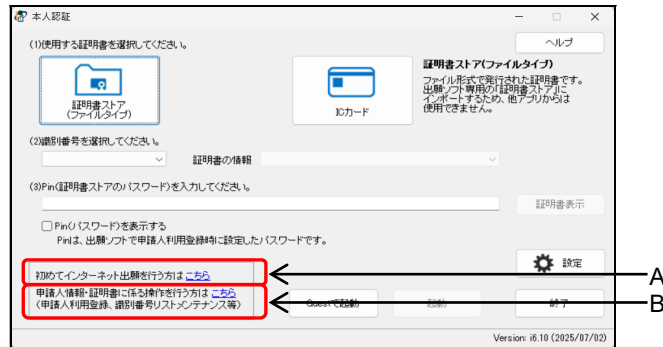 本人認証
(1)使用する証明書を選択してください。
ヘルプ
証明書ストア
(ファイルタイプ)
ICカード
証明書ストア(ファイルタイプ)
ファイル形式で発行された証明書です。
出願ソフト専用の「証明書ストア」に
インポートするため、他アプリからは
使用できません。
(2)識別番号を選択してください。
証明書の情報
(3)Pin(証明書ストアのパスワード)を入力してください。
証明書表示
Pin(パスワード)を表示する
Pinは、出願ソフトで申請人利用登録時に設定したパスワードです。
設定
初めてインターネット出願を行う方は こちら
A
申請人情報・証明書に係る操作を行う方は こちら
(申請人利用登録、識別番号リストメンテナンス等)
Guestで起動
起動
終了
B
Version: i6.10 (2025/07/02)